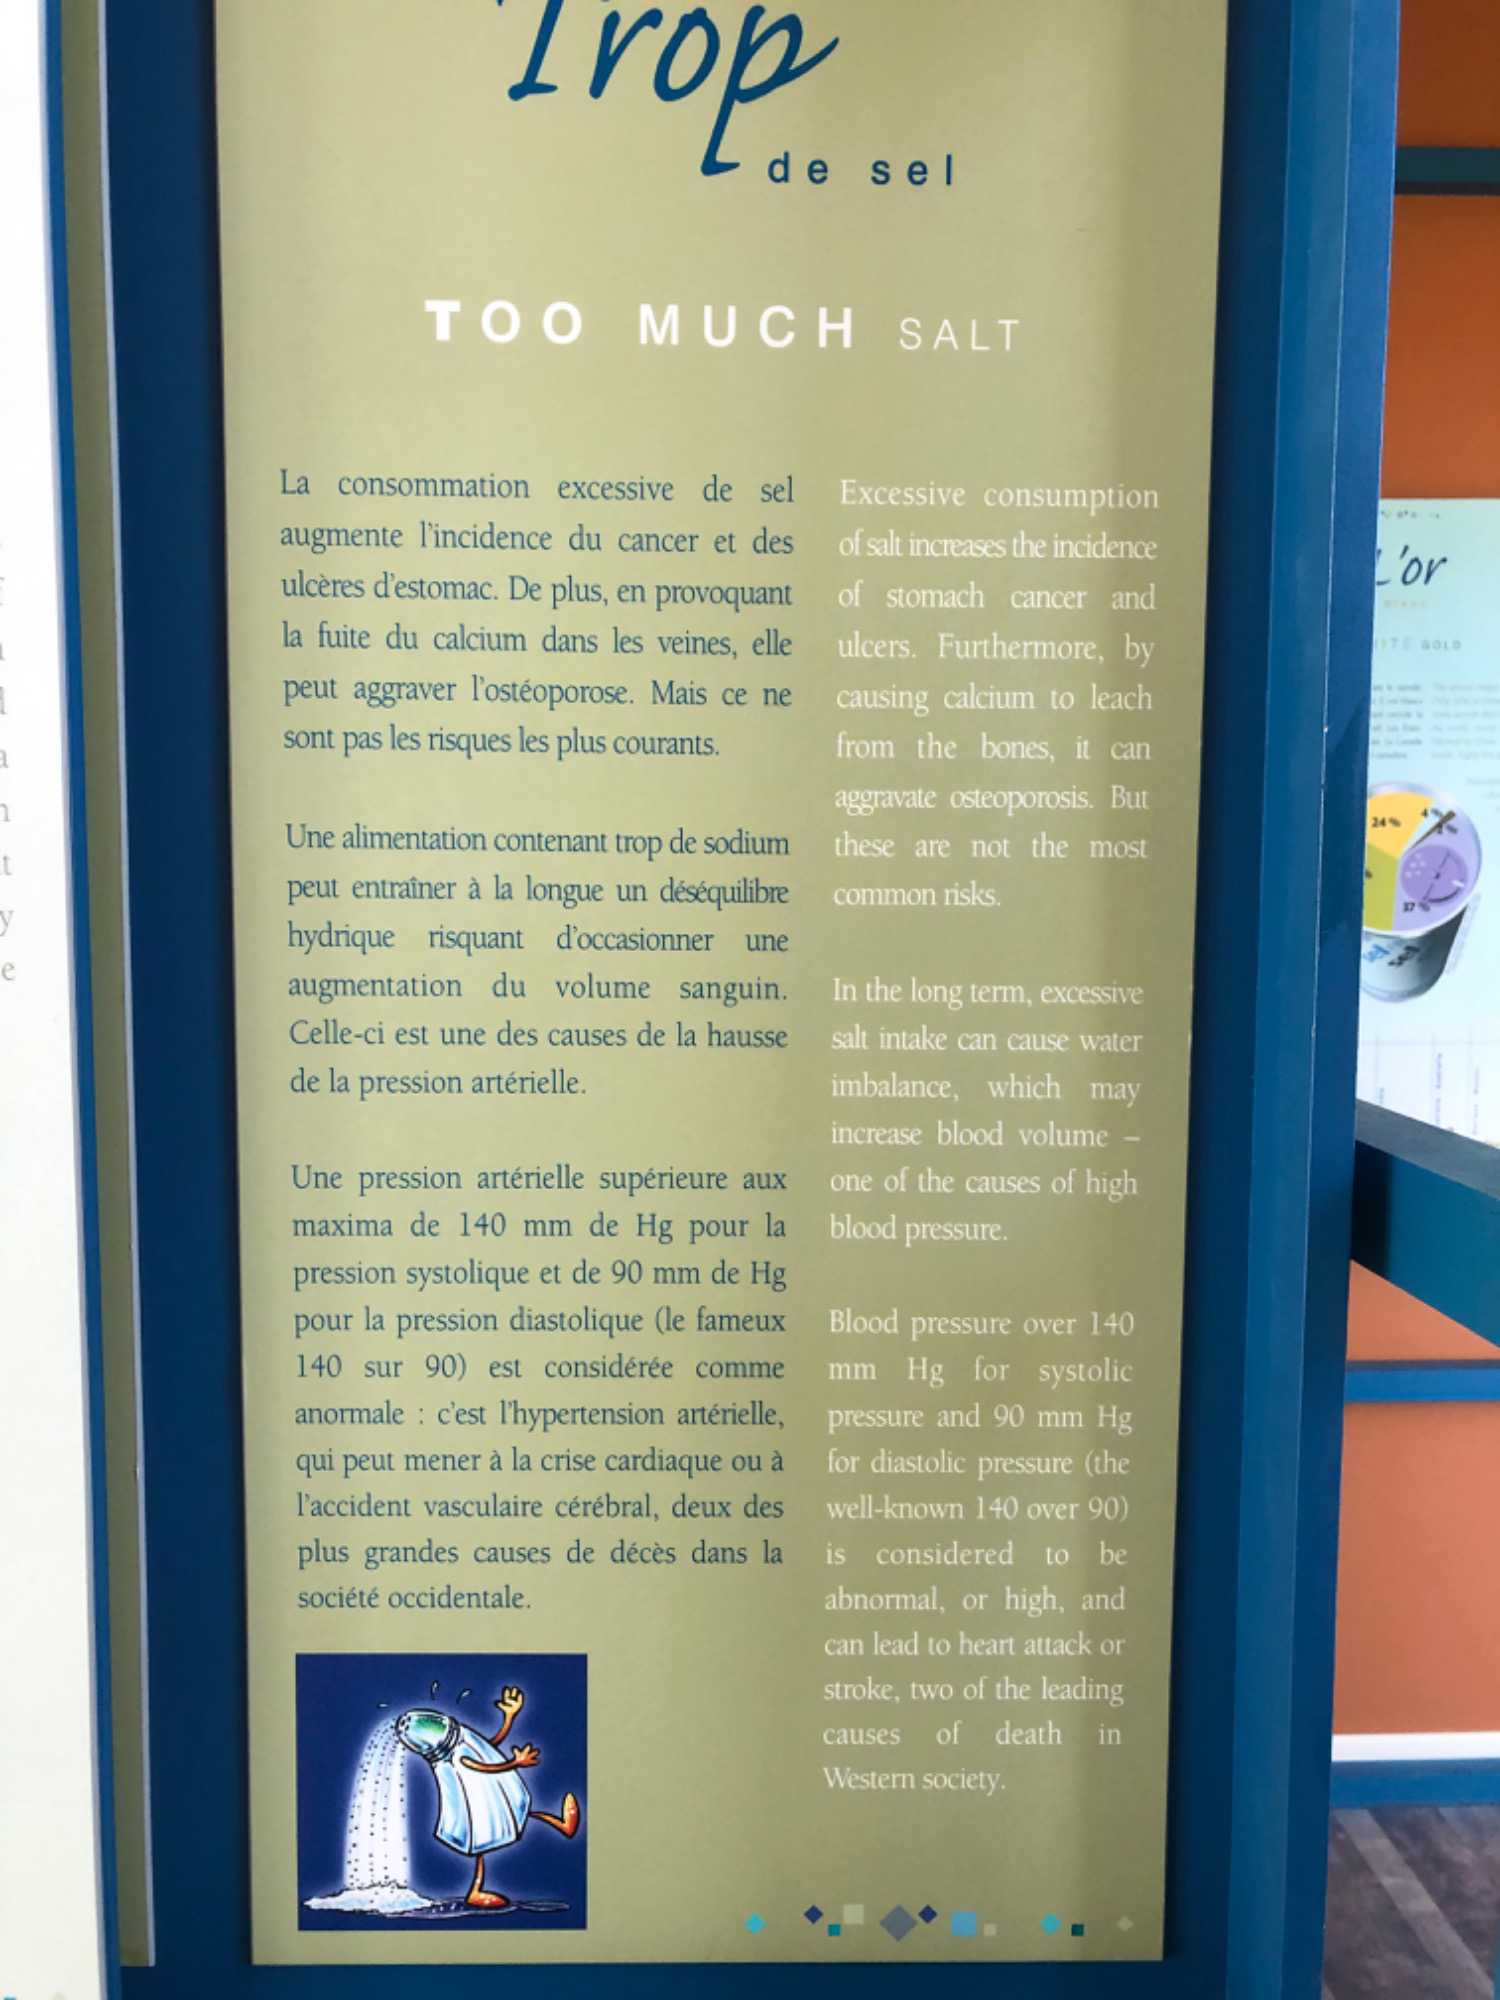 Trop
de sel
TOO MUCH SALT
La consommation excessive de sel
augmente l'incidence du cancer et des
ulcères d'estomac. De plus, en provoquant
la fuite du calcium dans les veines, elle
peut aggraver l'ostéoporose. Mais ce ne
sont pas les risques les plus courants.
Une alimentation contenant trop de sodium
peut entraîner à la longue un déséquilibre
hydrique risquant d'occasionner une
augmentation du volume sanguin.
Celle-ci est une des causes de la hausse
de la pression artérielle.
Une pression artérielle supérieure aux
maxima de 140 mm de Hg pour la
pression systolique et de 90 mm de Hg
pour la pression diastolique (le fameux
140 sur 90) est considérée comme
anormale : c'est l'hypertension artérielle,
qui peut mener à la crise cardiaque ou à
l'accident vasculaire cérébral, deux des
plus grandes causes de décès dans la
société occidentale.
Excessive consumption
of salt increases the incidence
of stomach cancer and
ulcers. Furthermore, by
causing calcium to leach
from the bones, it can
aggravate osteoporosis. But
these are not the most
common risks.
In the long term, excessive
salt intake can cause water
imbalance, which may
increase blood volume –
one of the causes of high
blood pressure.
Blood pressure over 140
mm Hg for systolic
pressure and 90 mm Hg
for diastolic pressure (the
well-known 140 over 90)
is considered to be
abnormal, or high, and
can lead to heart attack or
stroke, two of the leading
causes of death in
Western society.
L'or
GOLD
24 %
4 %
37 %
sel